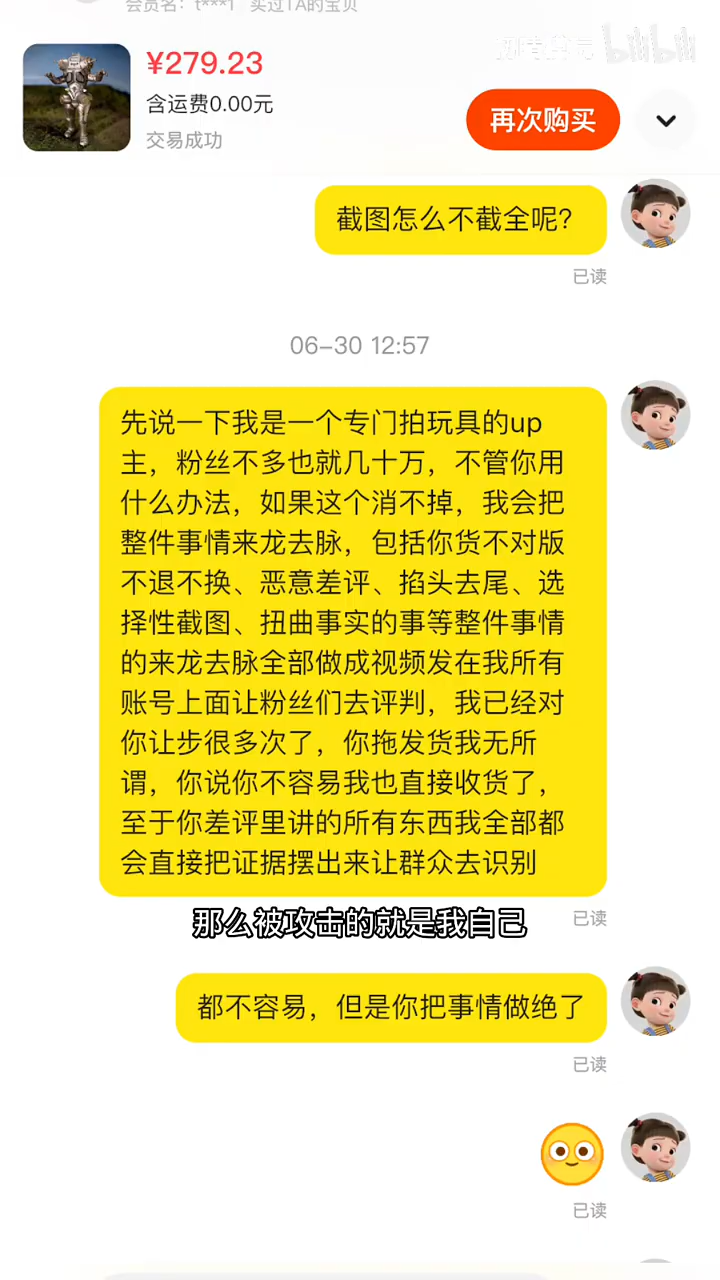 会员名：t***1 买过TA的宝贝
¥279.23
含运费0.00元
交易成功
再次购买
bilibili
截图怎么不截全呢？
已读
06-30 12:57
先说一下我是一个专门拍玩具的up
主，粉丝不多也就几十万，不管你用
什么办法，如果这个消不掉，我会把
整件事情来龙去脉，包括你货不对版
不退不换、恶意差评、掐头去尾、选
择性截图、扭曲事实的事等整件事情
的来龙去脉全部做成视频发在我所有
账号上面让粉丝们去评判，我已经对
你让步很多次了，你拖发货我无所
谓，你说你不容易我也直接收货了，
至于你差评里讲的所有东西我全部都
会直接把证据摆出来让群众去识别
已读
那么被攻击的就是我自己
都不容易，但是你把事情做绝了
已读
已读